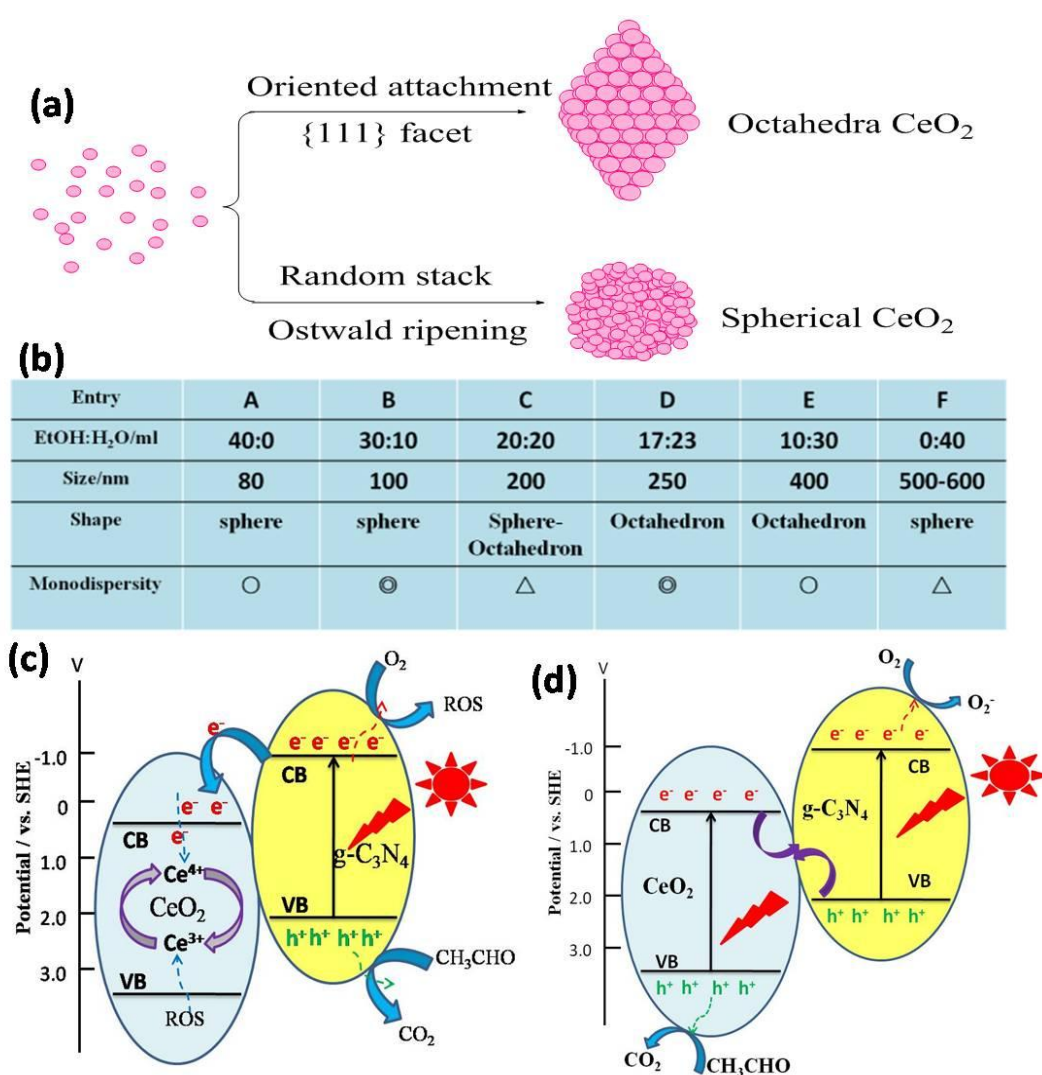 (a)
Oriented attachment
{111} facet
Octahedra CeO₂
Random stack
Ostwald ripening
Spherical CeO₂
(b)
Entry A B C D E F
EtOH:H₂O/ml 40:0 30:10 20:20 17:23 10:30 0:40
Size/nm 80 100 200 250 400 500-600
Shape sphere sphere Sphere- Octahedron Octahedron sphere
Octahedron
Monodispersity ○ ◎ △ ◎ ○ △
(c)
V
Potential / vs. SHE
-1.0
0
1.0
2.0
3.0
O₂
ROS
e⁻
e⁻ e⁻ e⁻ e⁻
CB
e⁻ e⁻
CB
e⁻
g-C₃N₄
Ce⁴⁺
CeO₂
Ce³⁺
VB
h⁺ h⁺ h⁺ h⁺
CH₃CHO
VB
ROS
CO₂
(d)
V
Potential / vs. SHE
-1.0
0
1.0
2.0
3.0
O₂
O₂⁻
e⁻ e⁻ e⁻ e⁻
CB
e⁻ e⁻ e⁻ e⁻
CB
g-C₃N₄
CeO₂
VB
h⁺ h⁺ h⁺ h⁺
VB
h⁺ h⁺ h⁺ h⁺
CO₂
CH₃CHO